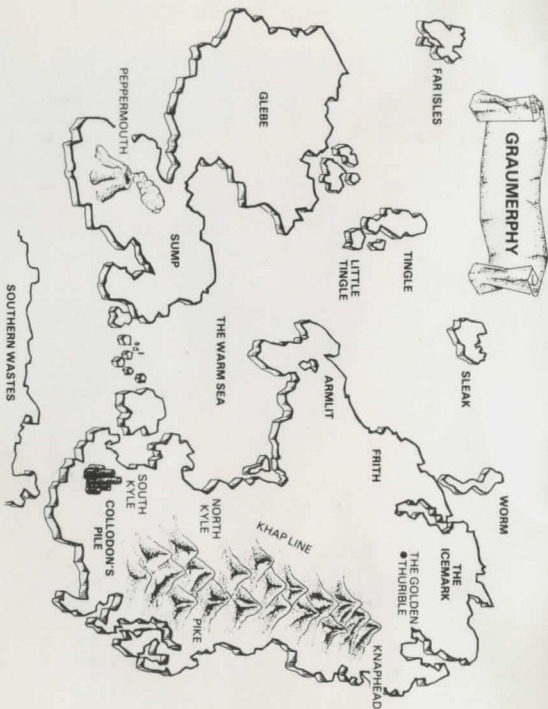 GRAUMERPHY
FAR ISLES
SLEAK
WORM
TINGLE
LITTLE
TINGLE
GLEBE
PEPPERMOUTH
SUMP
THE WARM SEA
ARMLIT
FRITH
THE
ICEMARK
THE GOLDEN
THURIBLE
KNAPHEAD
KHAP LINE
NORTH
KYLE
SOUTH
KYLE
PIKE
COLLODON'S
PILE
SOUTHERN WASTES